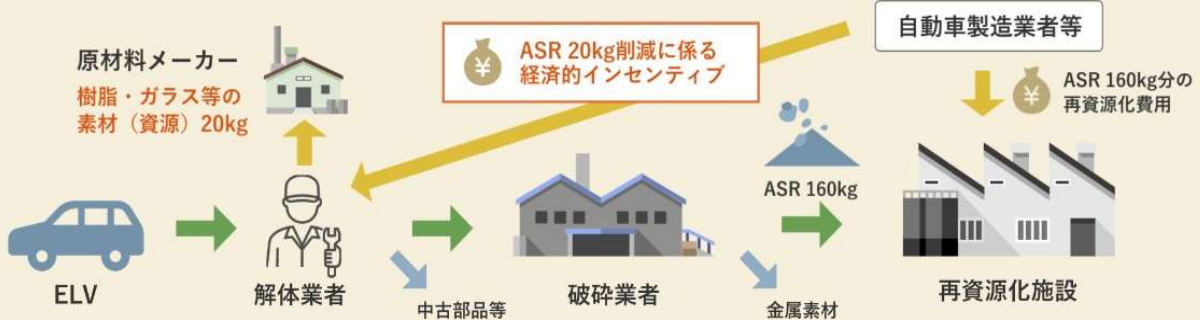 自動車製造業者等
原材料メーカー
樹脂・ガラス等の
素材（資源）20kg
¥
ASR 20kg削減に係る
経済的インセンティブ
¥
ASR 160kg分の
再資源化費用
ASR 160kg
ELV
解体業者
中古部品等
破砕業者
金属素材
再資源化施設